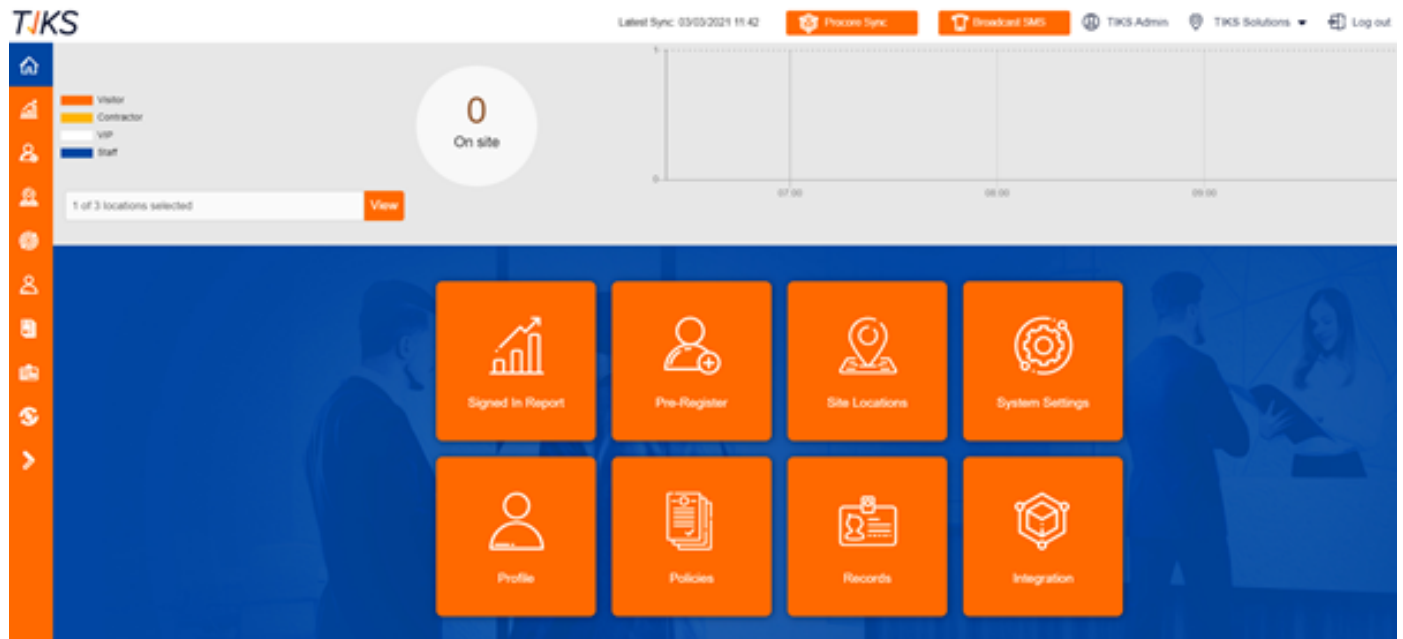 TIKS
Latest Sync: 03/03/2021 11:42
Procore Sync
Broadcast SMS
TIKS Admin
TIKS Solutions
Log out
Visitor
Contractor
VIP
Staff
0
On site
1 of 3 locations selected
View
1
0
07:00
08:00
09:00
Signed In Report
Pre-Register
Site Locations
System Settings
Profile
Policies
Records
Integration